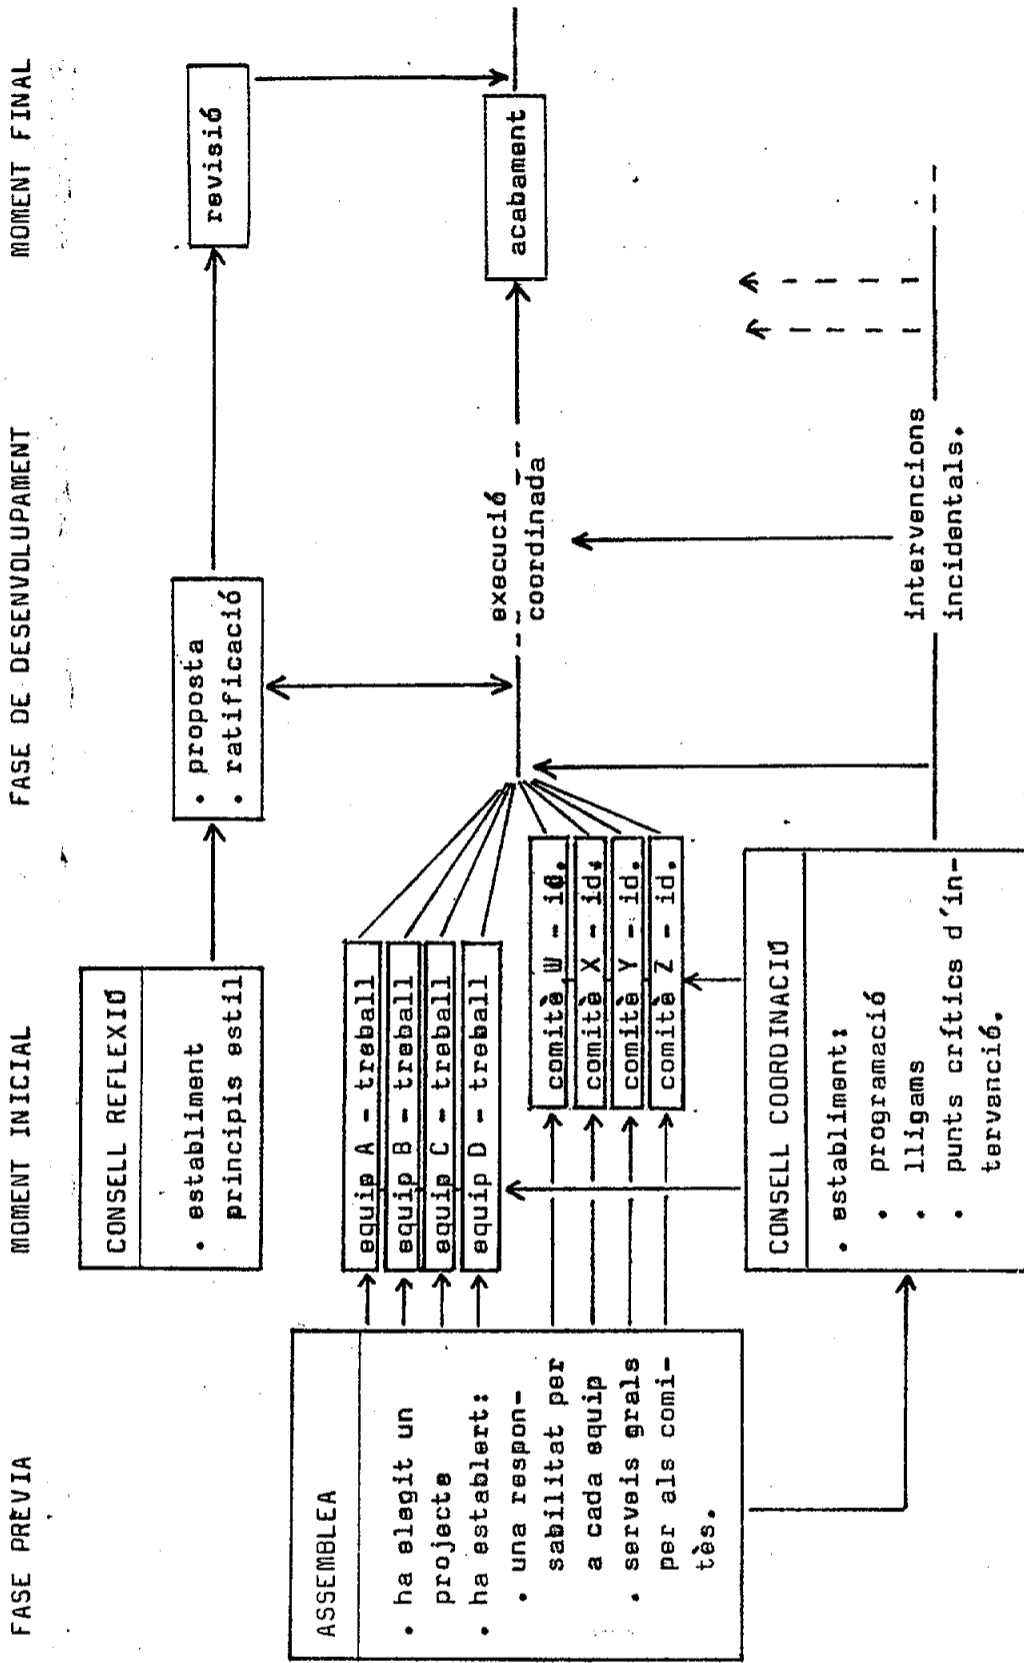 FASE PRÈVIA
MOMENT INICIAL
FASE DE DESENVOLUPAMENT
MOMENT FINAL
CONSELL REFLEXIÓ
• establiment
principis estil
• proposta
• ratificació
revisió
ASSEMBLEA
• ha elegit un
projecte
• ha establert:
• una respon-
sabilitat per
a cada equip
• serveis grals
per als comi-
tès.
equip A - treball
equip B - treball
equip C - treball
equip D - treball
comitè W - id.
comitè X - id.
comitè Y - id.
comitè Z - id.
execució
coordinada
acabament
CONSELL COORDINACIÓ
• establiment:
• programació
• lligams
• punts crítics d'in-
tervanció.
intervencions
incidentals.